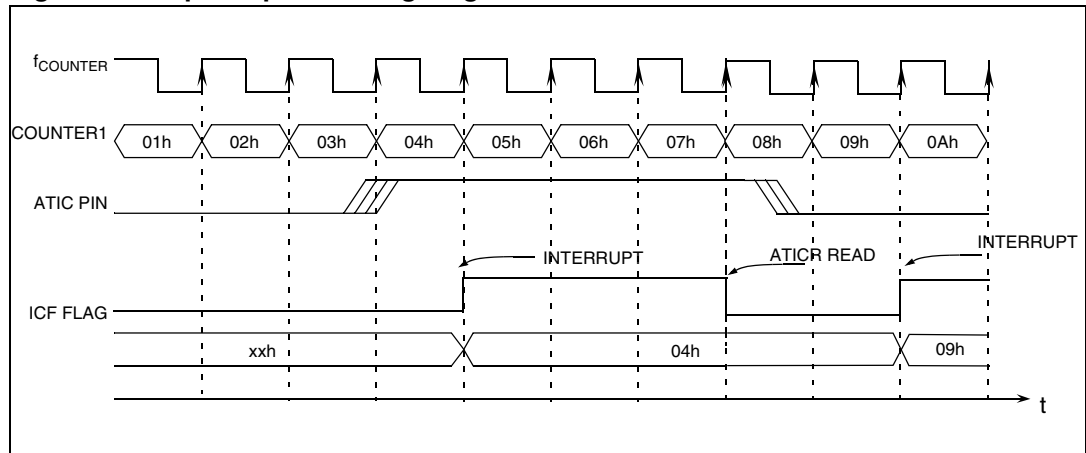 fCOUNTER
COUNTER1 01h 02h 03h 04h 05h 06h 07h 08h 09h 0Ah
ATIC PIN
INTERRUPT ATICR READ INTERRUPT
ICF FLAG
xxh 04h 09h
t